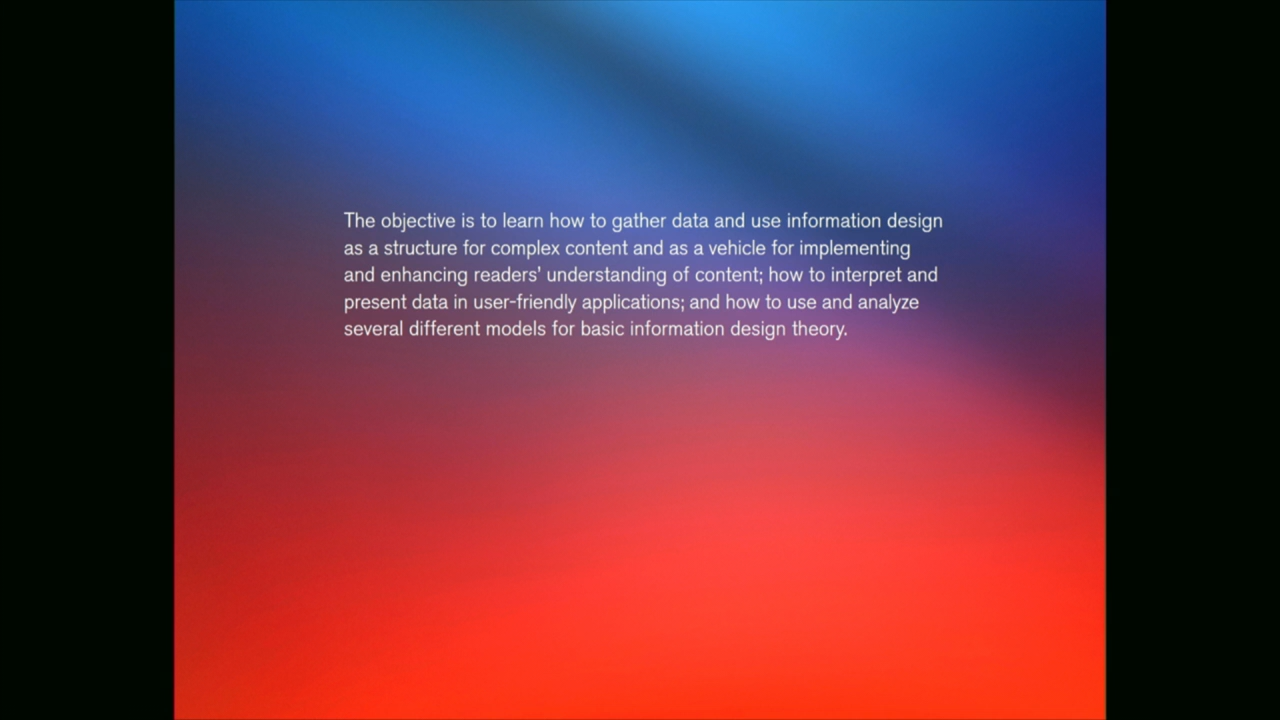 The objective is to learn how to gather data and use information design
as a structure for complex content and as a vehicle for implementing
and enhancing readers' understanding of content; how to interpret and
present data in user-friendly applications; and how to use and analyze
several different models for basic information design theory.